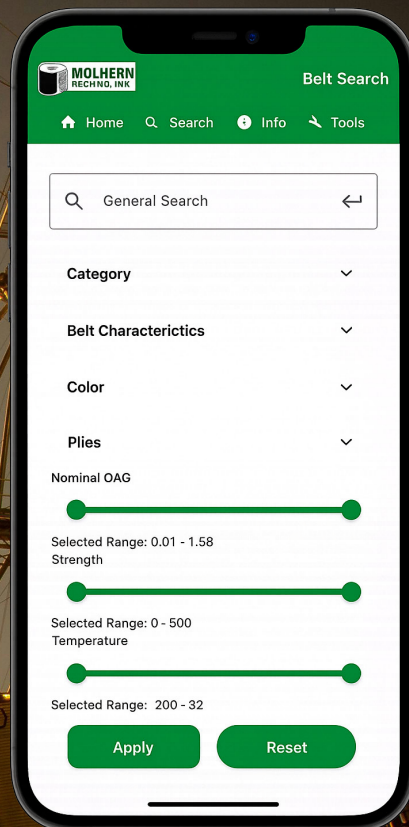 MOLHERN
RECHNO, INK
Belt Search
Home Search Info Tools
General Search
Category
Belt Characterictics
Color
Plies
Nominal OAG
Selected Range: 0.01 - 1.58
Strength
Selected Range: 0 - 500
Temperature
Selected Range: 200 - 32
Apply Reset